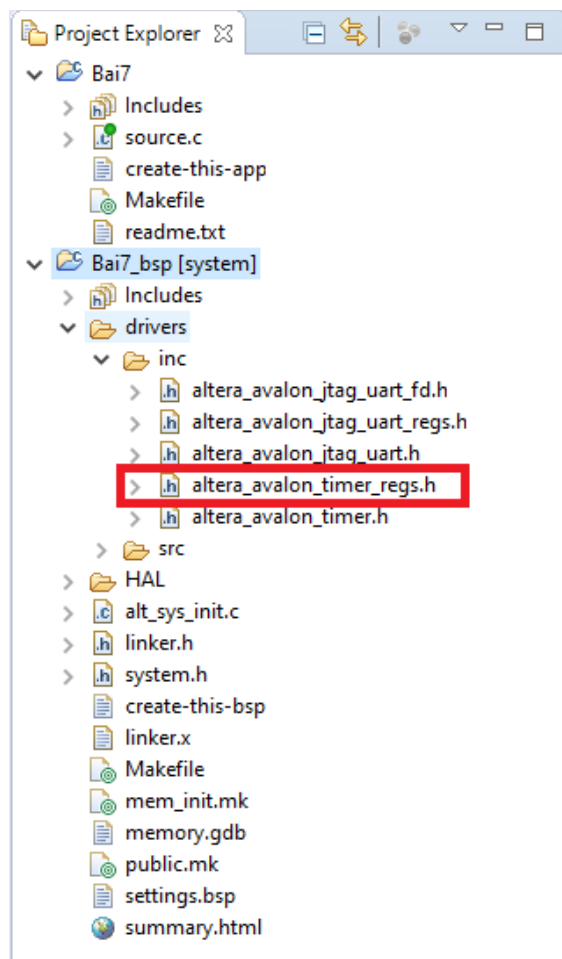 Project Explorer
Bai7
Includes
source.c
create-this-app
Makefile
readme.txt
Bai7_bsp [system]
Includes
drivers
inc
altera_avalon_jtag_uart_fd.h
altera_avalon_jtag_uart_regs.h
altera_avalon_jtag_uart.h
altera_avalon_timer_regs.h
altera_avalon_timer.h
src
HAL
alt_sys_init.c
linker.h
system.h
create-this-bsp
linker.x
Makefile
mem_init.mk
memory.gdb
public.mk
settings.bsp
summary.html